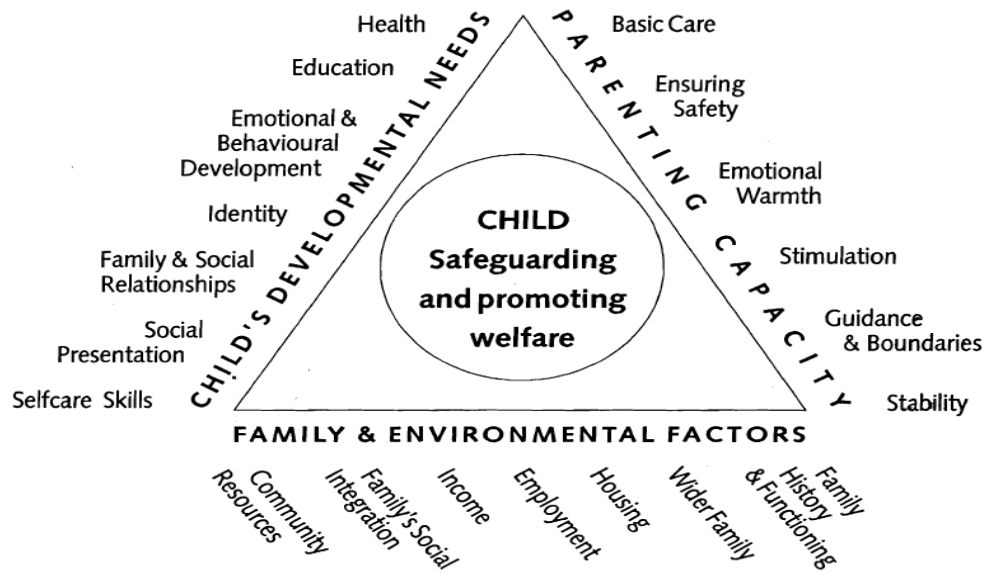 Health
Education
Emotional &
Behavioural
Development
Identity
Family & Social
Relationships
Social
Presentation
Selfcare Skills
CHILD'S DEVELOPMENTAL NEEDS
CHILD
Safeguarding
and promoting
welfare
PARENTING CAPACITY
Basic Care
Ensuring
Safety
Emotional
Warmth
Stimulation
Guidance
& Boundaries
Stability
FAMILY & ENVIRONMENTAL FACTORS
Community
Resources
Family's Social
Integration
Income
Employment
Housing
Wider Family
Family
History
& Functioning